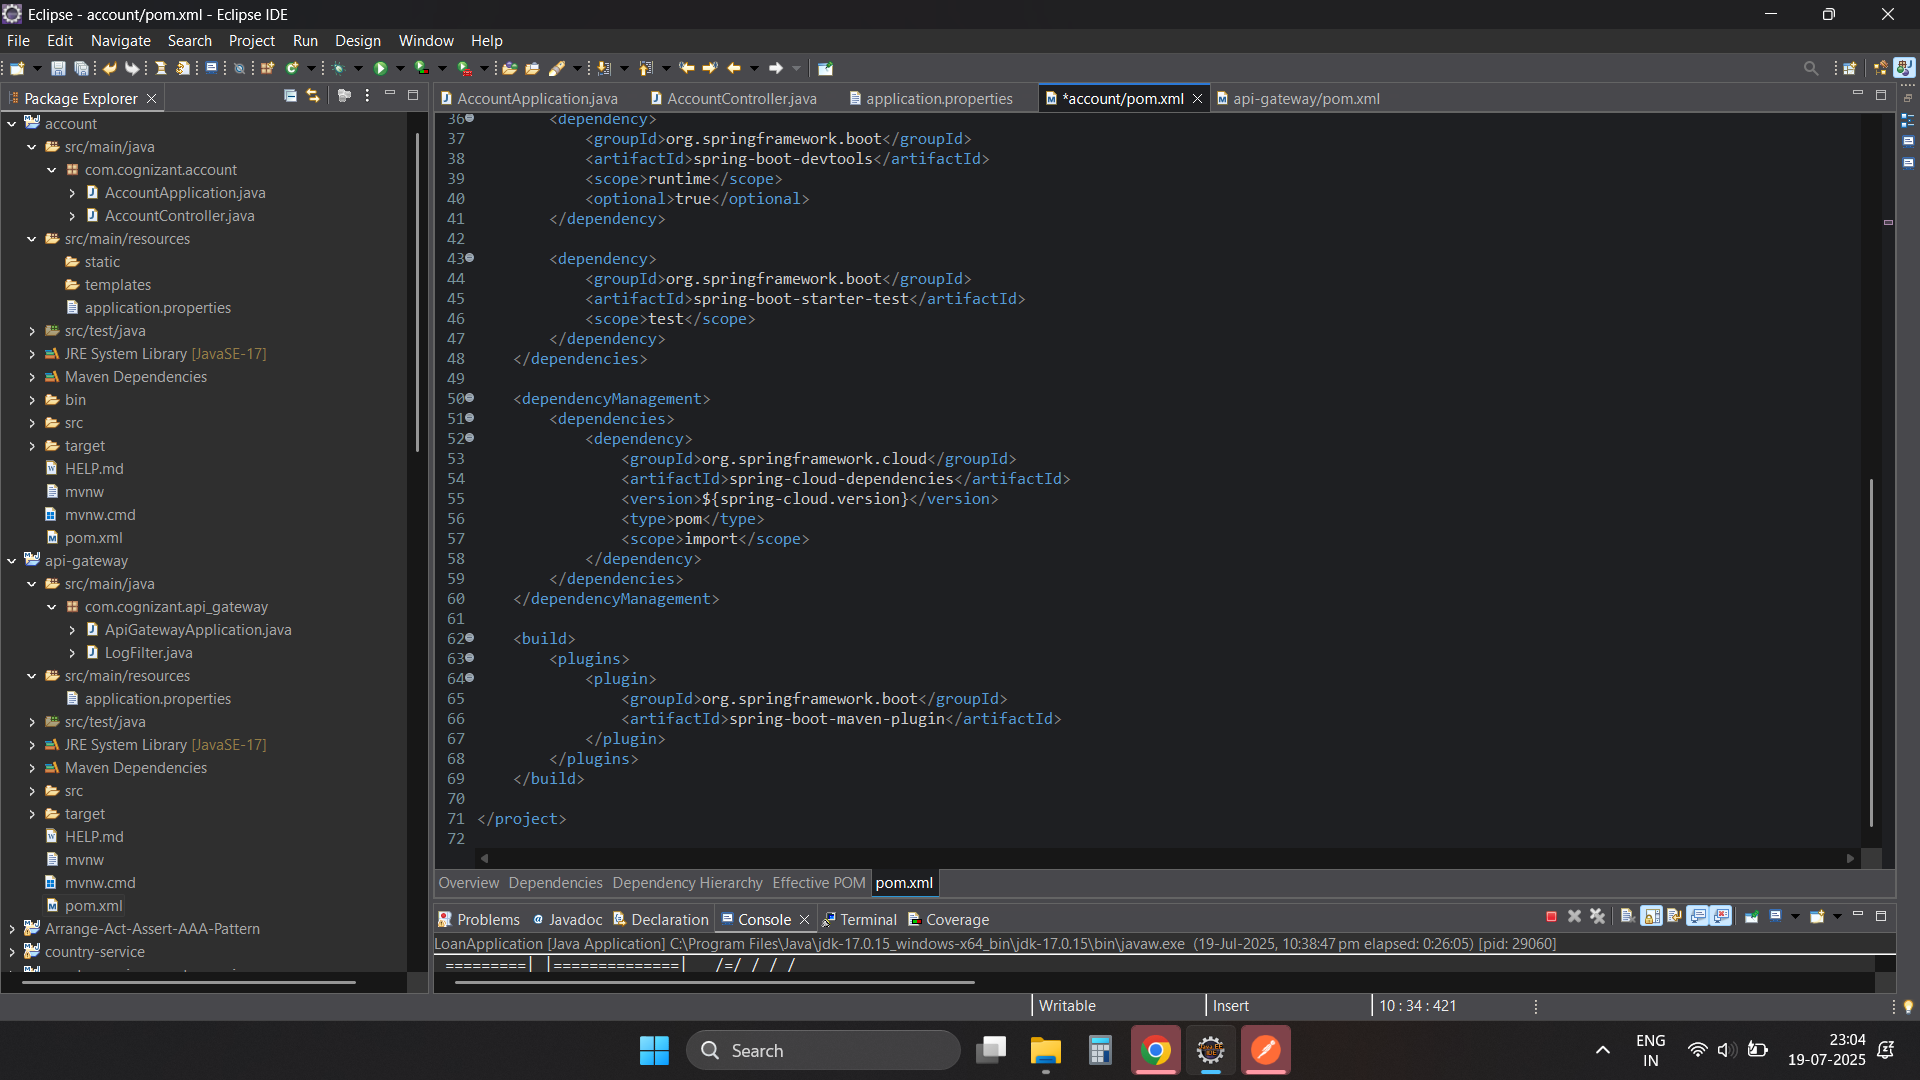 Eclipse - account/pom.xml - Eclipse IDE
File Edit Navigate Search Project Run Design Window Help
Package Explorer
AccountApplication.java AccountController.java application.properties *account/pom.xml api-gateway/pom.xml
account
src/main/java
com.cognizant.account
AccountApplication.java
AccountController.java
src/main/resources
static
templates
application.properties
src/test/java
JRE System Library [JavaSE-17]
Maven Dependencies
bin
src
target
HELP.md
mvnw
mvnw.cmd
pom.xml
api-gateway
src/main/java
com.cognizant.api_gateway
ApiGatewayApplication.java
LogFilter.java
src/main/resources
application.properties
src/test/java
JRE System Library [JavaSE-17]
Maven Dependencies
src
target
HELP.md
mvnw
mvnw.cmd
pom.xml
Arrange-Act-Assert-AAA-Pattern
country-service
36 <dependency>
37 <groupId>org.springframework.boot</groupId>
38 <artifactId>spring-boot-devtools</artifactId>
39 <scope>runtime</scope>
40 <optional>true</optional>
41 </dependency>
42
43 <dependency>
44 <groupId>org.springframework.boot</groupId>
45 <artifactId>spring-boot-starter-test</artifactId>
46 <scope>test</scope>
47 </dependency>
48 </dependencies>
49
50 <dependencyManagement>
51 <dependencies>
52 <dependency>
53 <groupId>org.springframework.cloud</groupId>
54 <artifactId>spring-cloud-dependencies</artifactId>
55 <version>${spring-cloud.version}</version>
56 <type>pom</type>
57 <scope>import</scope>
58 </dependency>
59 </dependencies>
60 </dependencyManagement>
61
62 <build>
63 <plugins>
64 <plugin>
65 <groupId>org.springframework.boot</groupId>
66 <artifactId>spring-boot-maven-plugin</artifactId>
67 </plugin>
68 </plugins>
69 </build>
70
71 </project>
72
Overview Dependencies Dependency Hierarchy Effective POM pom.xml
Problems Javadoc Declaration Console Terminal Coverage
LoanApplication [Java Application] C:\Program Files\Java\jdk-17.0.15_windows-x64_bin\jdk-17.0.15\bin\javaw.exe (19-Jul-2025, 10:38:47 pm elapsed: 0:26:05) [pid: 29060]
=========| |==============| /=/ / / /
Writable Insert 10 : 34 : 421
Search
ENG
IN
23:04
19-07-2025